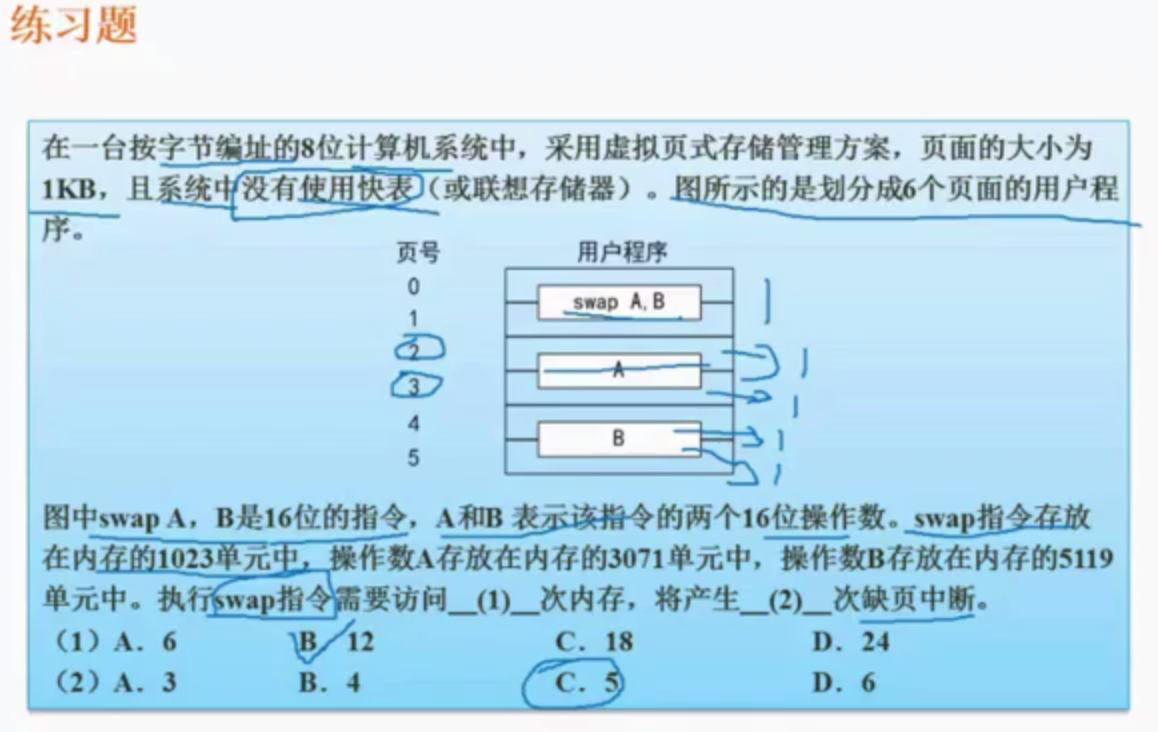 练习题
在一台按字节编址的8位计算机系统中，采用虚拟页式存储管理方案，页面的大小为
1KB，且系统中没有使用快表（或联想存储器）。图所示的是划分成6个页面的用户程
序。
页号 用户程序
0
swap A,B
1
2
A
3
4
B
5
图中swap A，B是16位的指令，A和B 表示该指令的两个16位操作数。swap指令存放
在内存的1023单元中，操作数A存放在内存的3071单元中，操作数B存放在内存的5119
单元中。执行swap指令需要访问__(1)__次内存，将产生__(2)__次缺页中断。
（1）A．6 B．12 C．18 D．24
（2）A．3 B．4 C．5 D．6